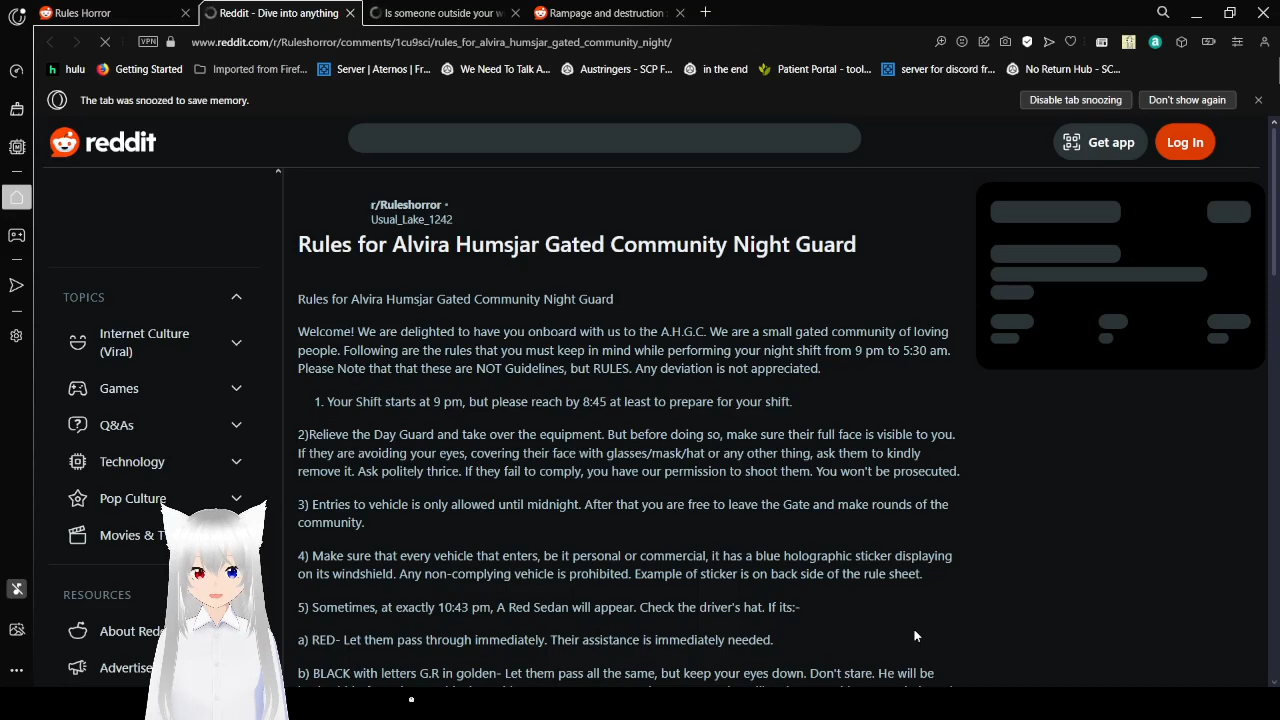 Rules Horror
Reddit - Dive into anything
Is someone outside your w
Rampage and destruction
VPN
www.reddit.com/r/Ruleshorror/comments/1cu9sci/rules_for_alvira_humsjar_gated_community_night/
hulu
Getting Started
Imported from Firef...
Server | Aternos | Fr...
We Need To Talk A...
Austringers - SCP F...
in the end
Patient Portal - tool...
server for discord fr...
No Return Hub - SC...
The tab was snoozed to save memory.
Disable tab snoozing
Don't show again
reddit
Get app
Log In
r/Ruleshorror •
Usual_Lake_1242
Rules for Alvira Humsjar Gated Community Night Guard
Rules for Alvira Humsjar Gated Community Night Guard
Welcome! We are delighted to have you onboard with us to the A.H.G.C. We are a small gated community of loving
people. Following are the rules that you must keep in mind while performing your night shift from 9 pm to 5:30 am.
Please Note that that these are NOT Guidelines, but RULES. Any deviation is not appreciated.
1. Your Shift starts at 9 pm, but please reach by 8:45 at least to prepare for your shift.
2)Relieve the Day Guard and take over the equipment. But before doing so, make sure their full face is visible to you.
If they are avoiding your eyes, covering their face with glasses/mask/hat or any other thing, ask them to kindly
remove it. Ask politely thrice. If they fail to comply, you have our permission to shoot them. You won't be prosecuted.
3) Entries to vehicle is only allowed until midnight. After that you are free to leave the Gate and make rounds of the
community.
4) Make sure that every vehicle that enters, be it personal or commercial, it has a blue holographic sticker displaying
on its windshield. Any non-complying vehicle is prohibited. Example of sticker is on back side of the rule sheet.
5) Sometimes, at exactly 10:43 pm, A Red Sedan will appear. Check the driver's hat. If its:-
a) RED- Let them pass through immediately. Their assistance is immediately needed.
b) BLACK with letters G.R in golden- Let them pass all the same, but keep your eyes down. Don't stare. He will be
TOPICS
Internet Culture
(Viral)
Games
Q&As
Technology
Pop Culture
Movies & T
RESOURCES
About Red
Advertise